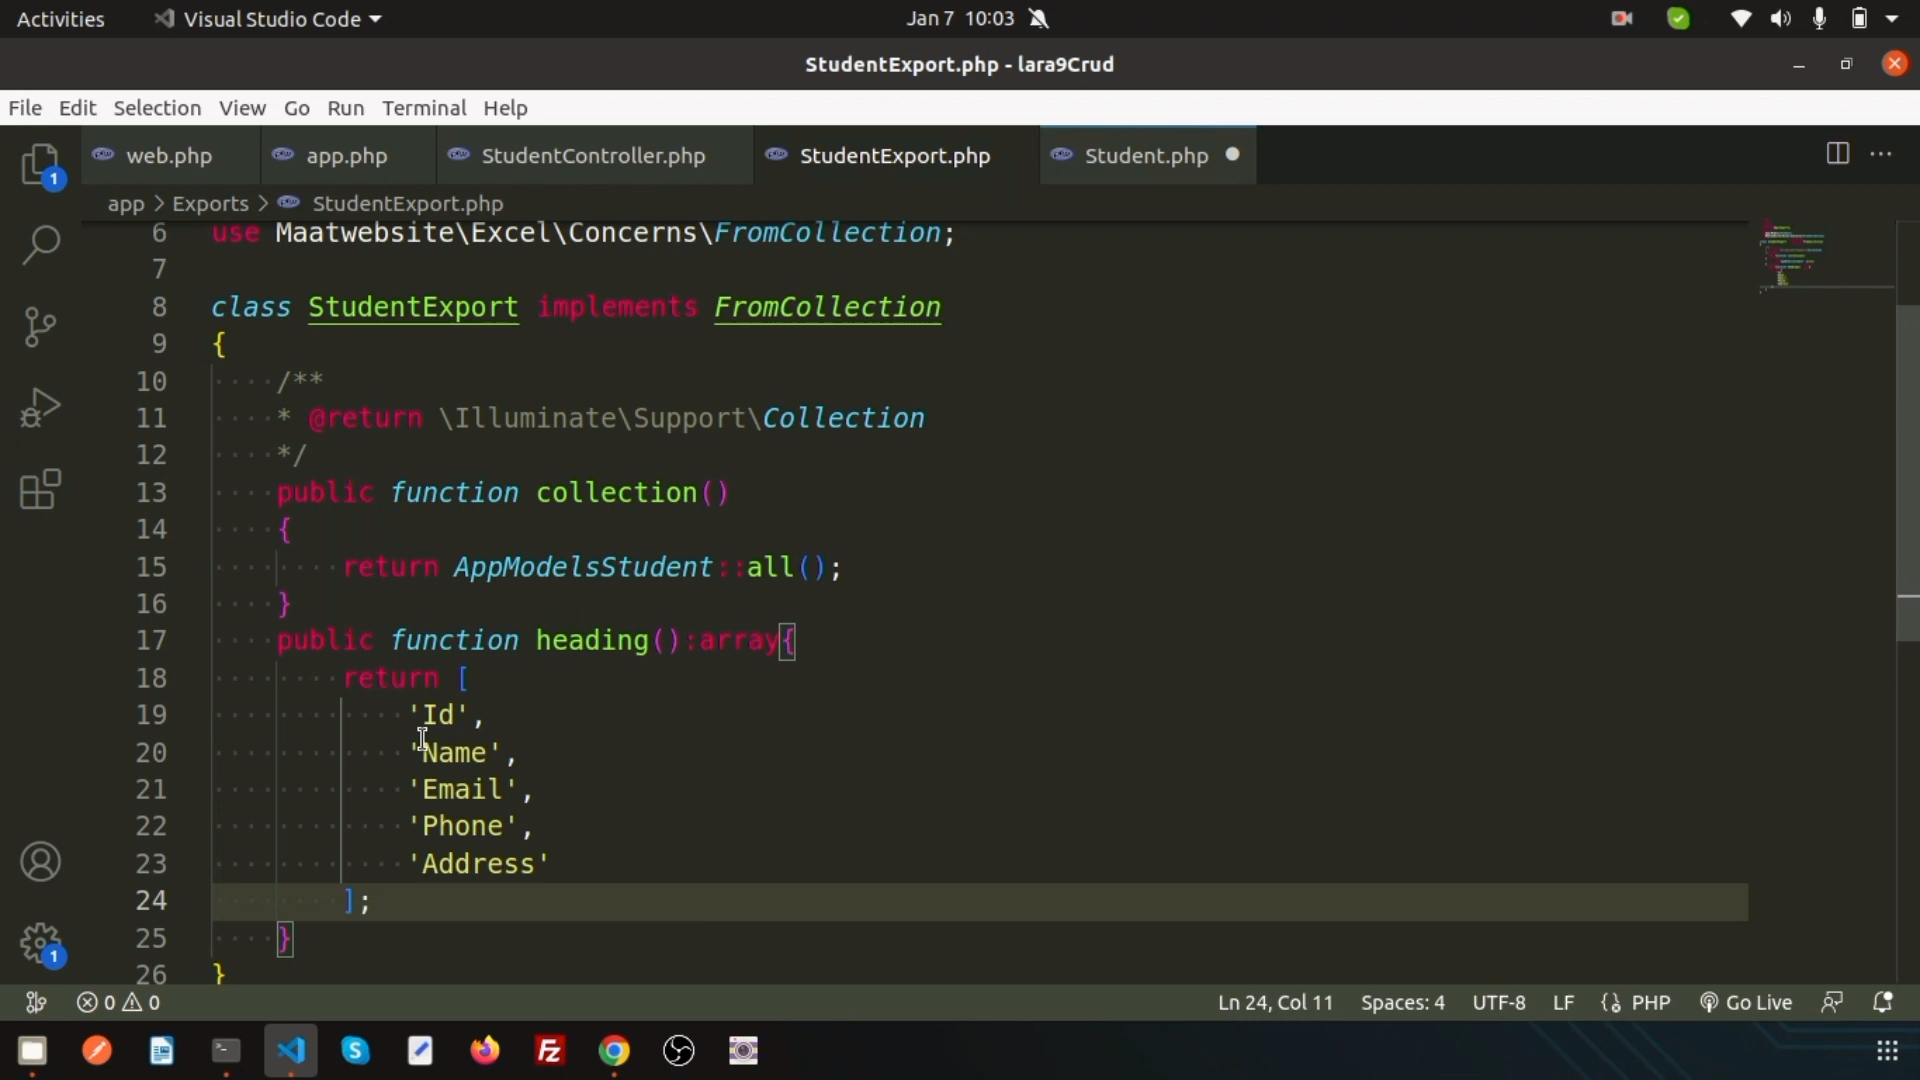 Activities
Visual Studio Code
Jan 7 10:03
StudentExport.php - lara9Crud
File Edit Selection View Go Run Terminal Help
web.php
app.php
StudentController.php
StudentExport.php
Student.php
1
app > Exports > StudentExport.php
6 use Maatwebsite\Excel\Concerns\FromCollection;
7
8 class StudentExport implements FromCollection
9 {
10 /**
11 * @return \Illuminate\Support\Collection
12 */
13 public function collection()
14 {
15 return AppModelsStudent::all();
16 }
17 public function heading():array{
18 return [
19 'Id',
20 'Name',
21 'Email',
22 'Phone',
23 'Address'
24 ];
25 }
26 }
1
0 0
Ln 24, Col 11
Spaces: 4
UTF-8
LF
PHP
Go Live